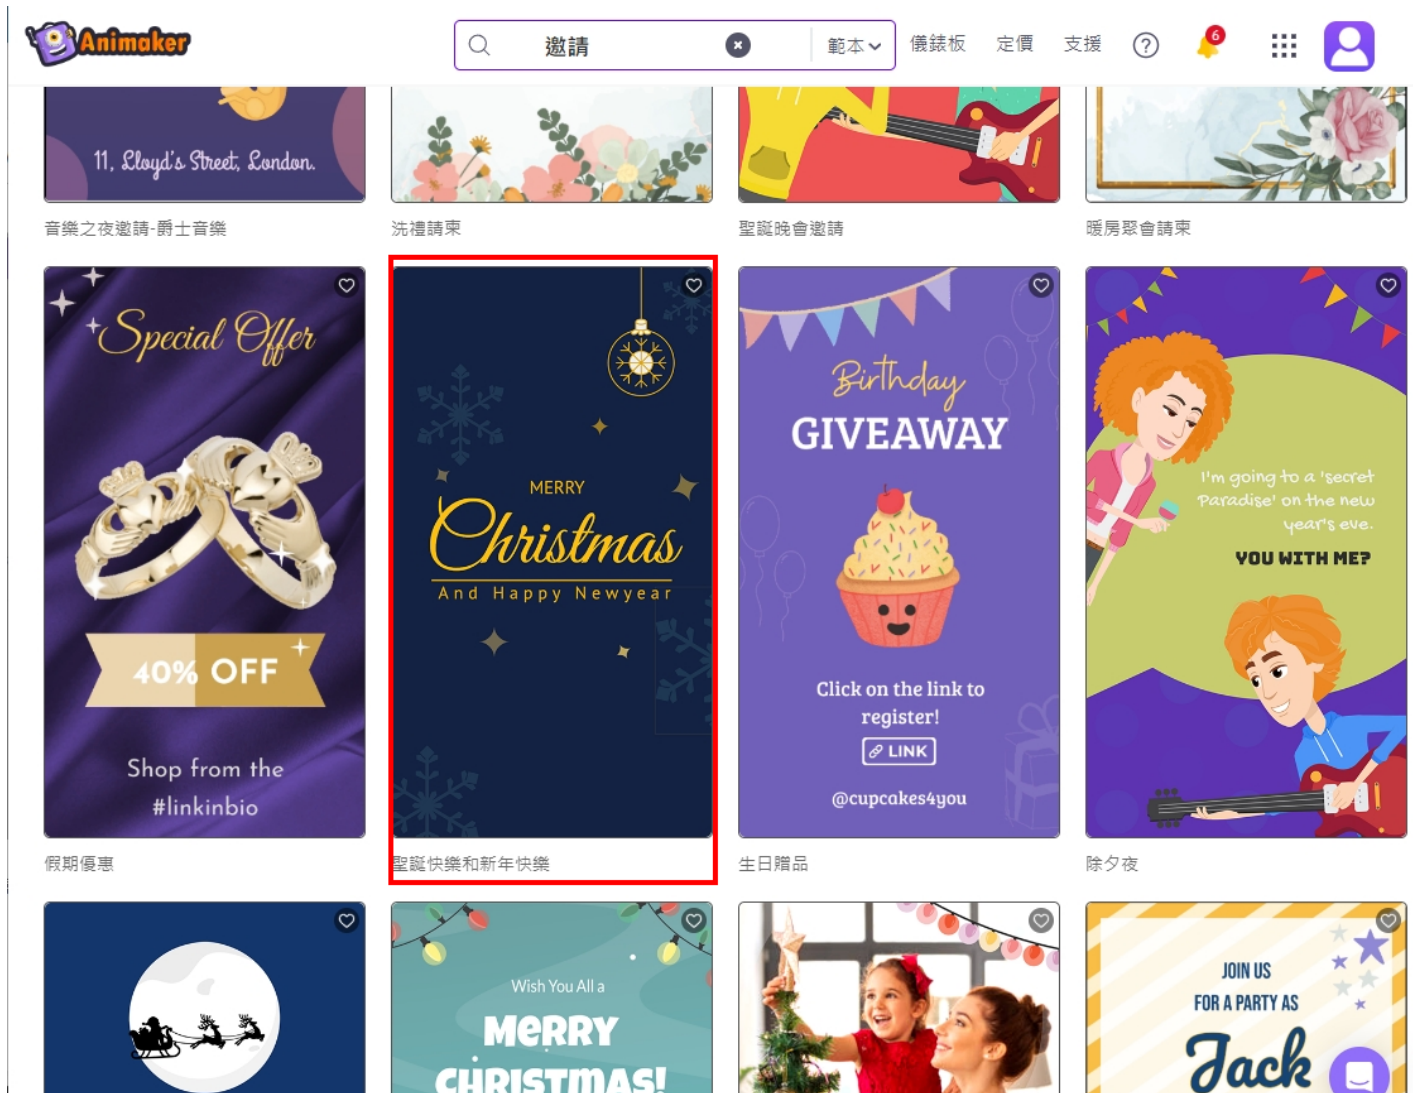 Animaker
邀請
範本
儀錶板
定價
支援
?
6
11, Lloyd's Street, London.
音樂之夜邀請-爵士音樂
洗禮請柬
聖誕晚會邀請
暖房聚會請柬
Special Offer
40% OFF
Shop from the
#linkinbio
假期優惠
MERRY
Christmas
And Happy Newyear
聖誕快樂和新年快樂
Birthday
GIVEAWAY
Click on the link to
register!
LINK
@cupcakes4you
生日贈品
I'm going to a 'secret
Paradise' on the new
year's eve.
YOU WITH ME?
除夕夜
Wish You All a
MERRY
CHRISTMAS!
JOIN US
FOR A PARTY AS
Jack